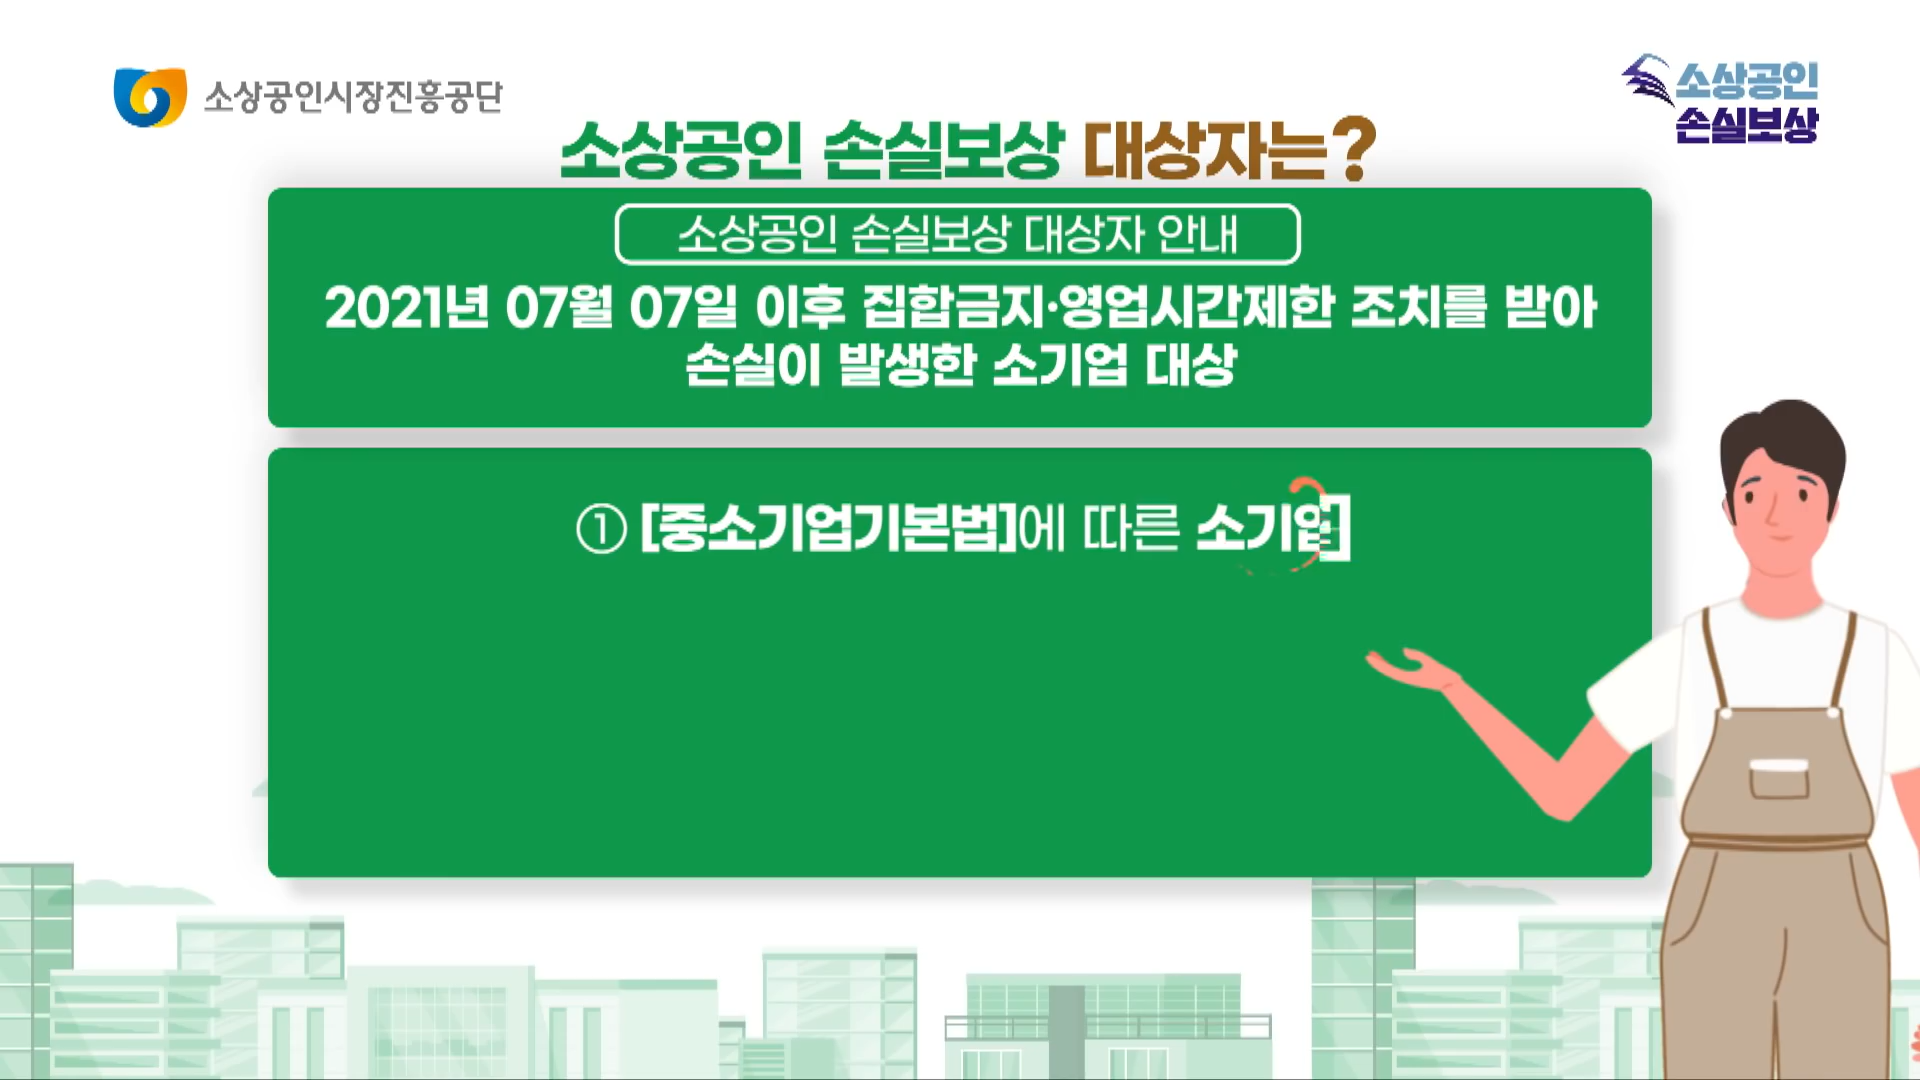 소상공인시장진흥공단
소상공인
손실보상
소상공인 손실보상 대상자는?
소상공인 손실보상 대상자 안내
2021년 07월 07일 이후 집합금지·영업시간제한 조치를 받아
손실이 발생한 소기업 대상
① [중소기업기본법]에 따른 소기업]